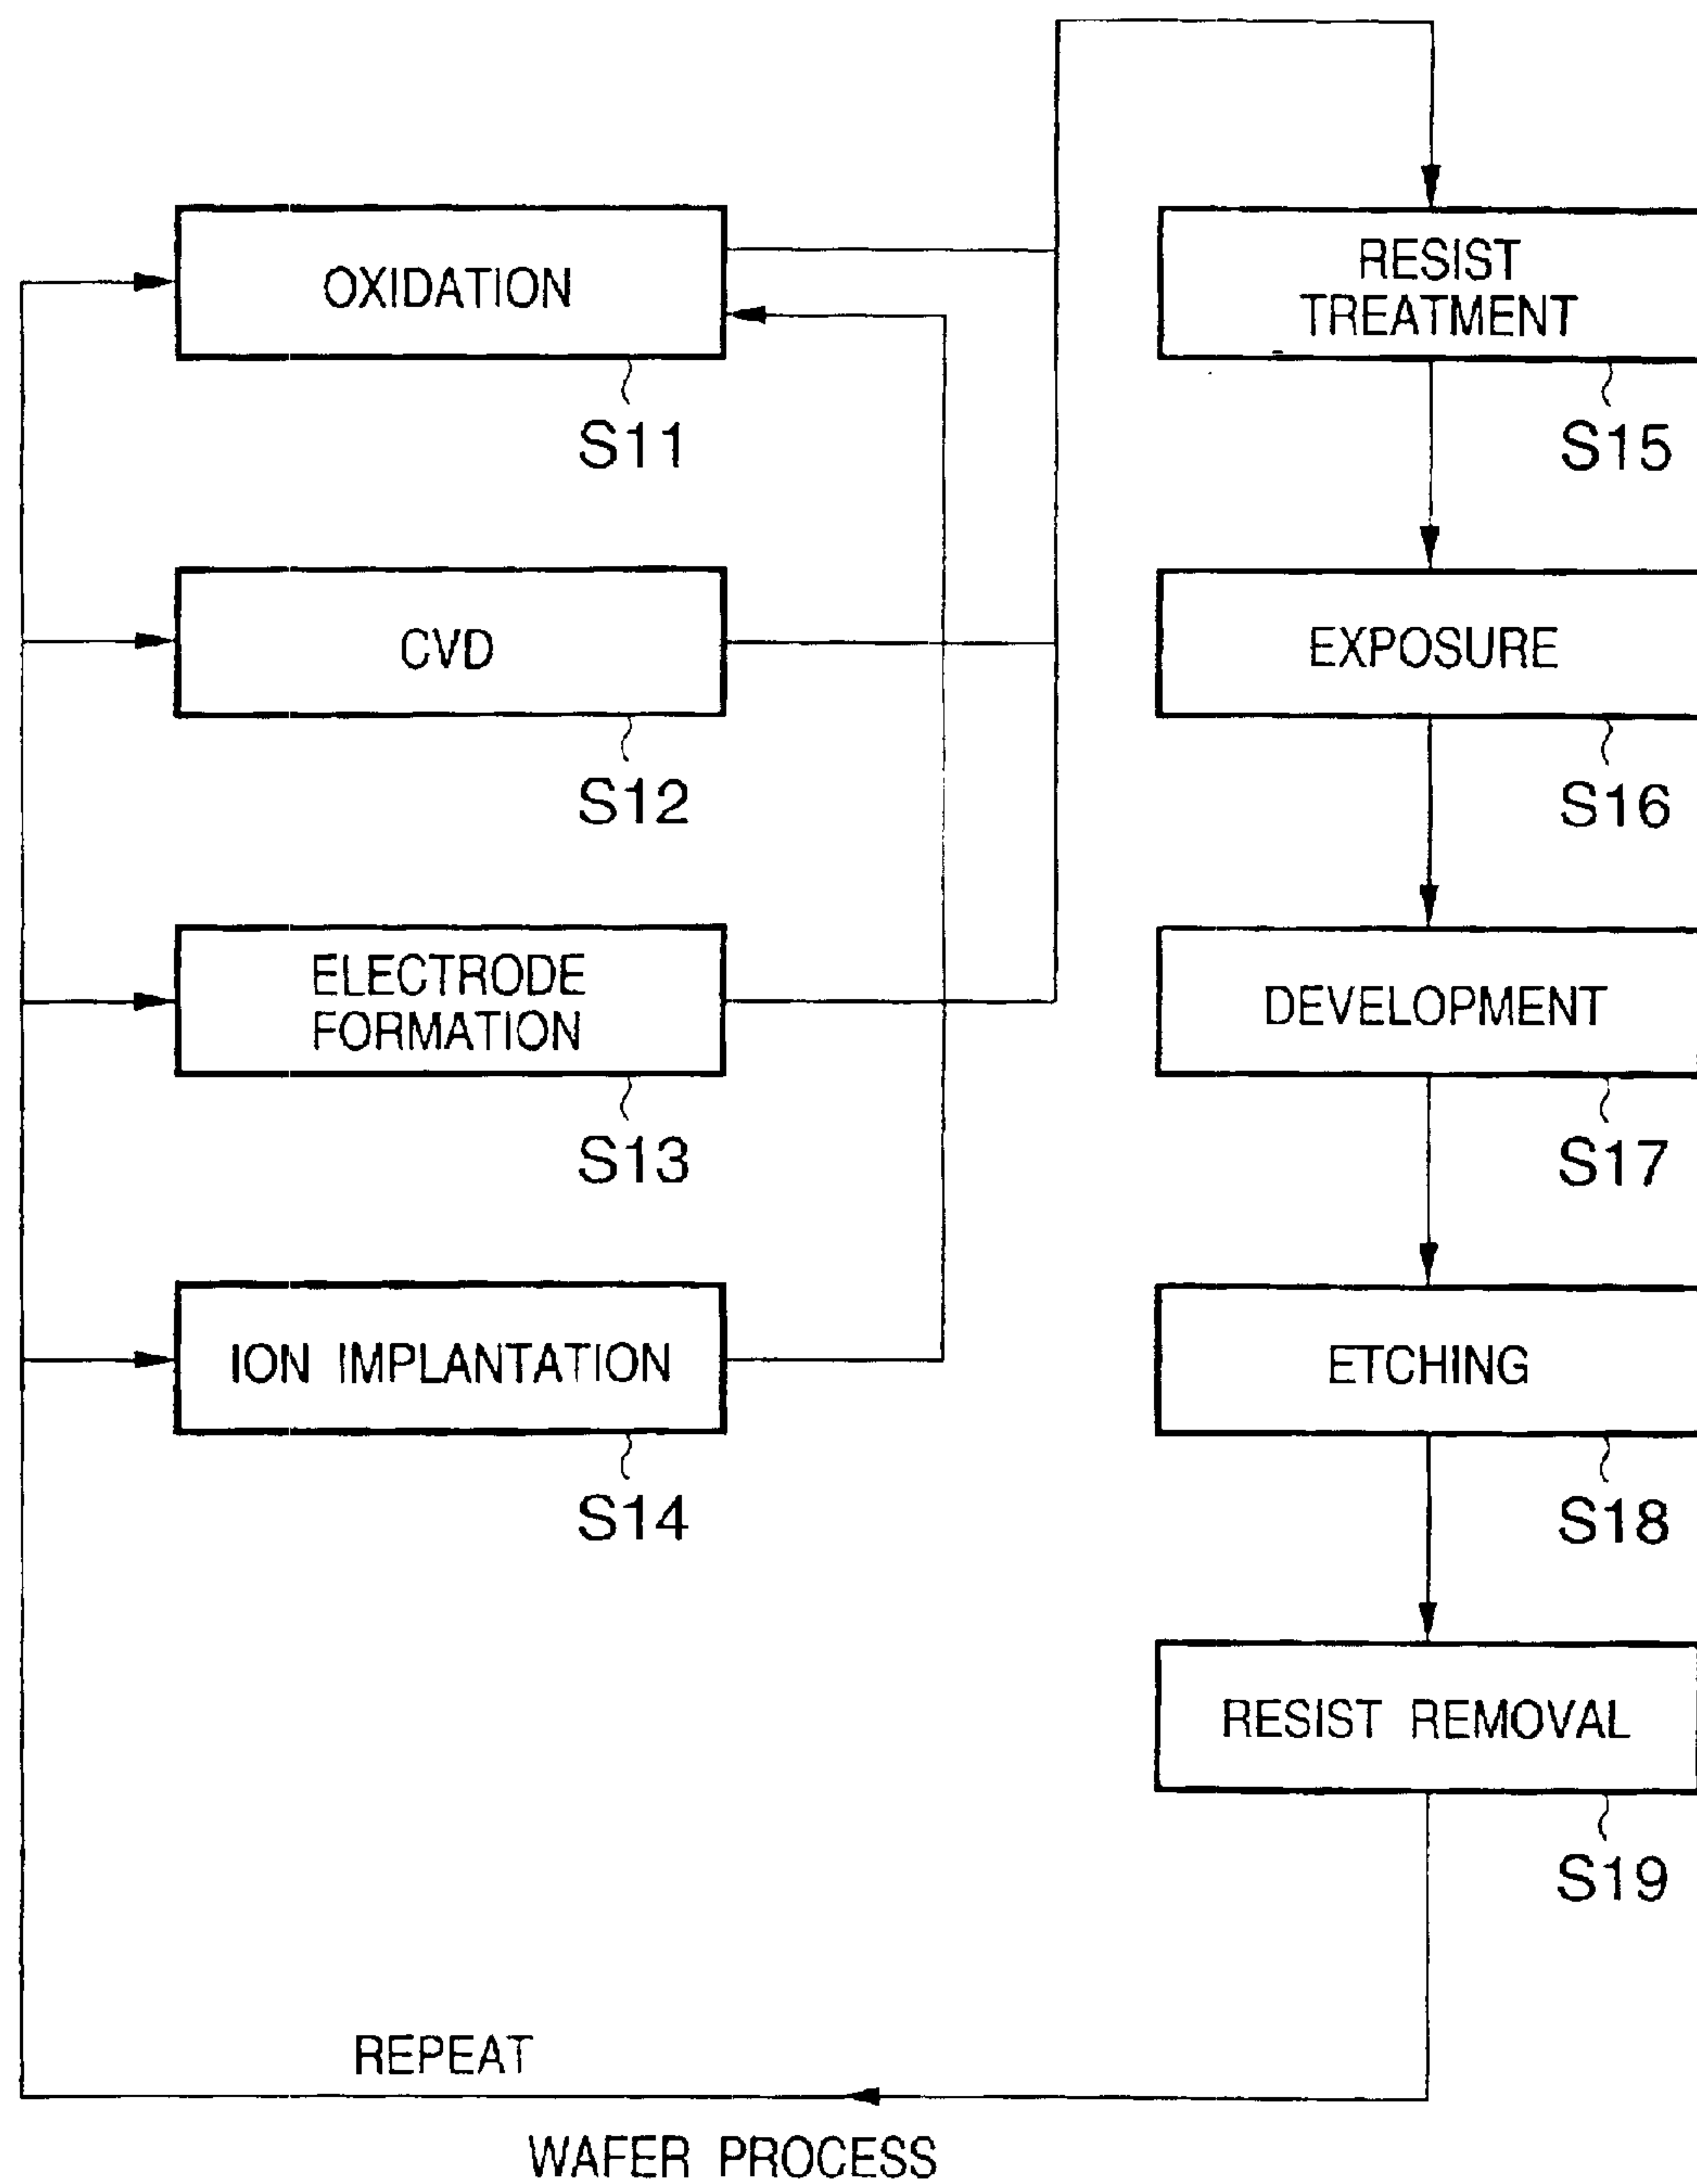 OXIDATION
S11
CVD
S12
ELECTRODE
FORMATION
S13
ION IMPLANTATION
S14
RESIST
TREATMENT
S15
EXPOSURE
S16
DEVELOPMENT
S17
ETCHING
S18
RESIST REMOVAL
S19
REPEAT
WAFER PROCESS